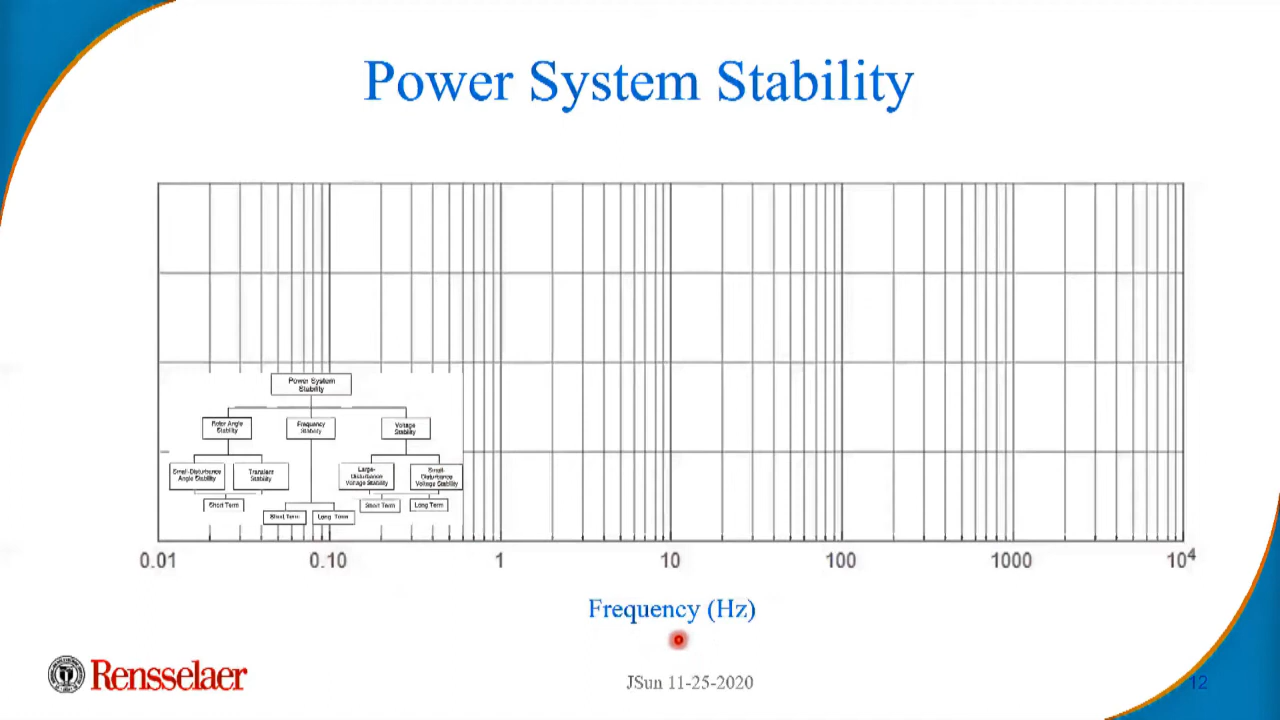 Power System Stability
Power System
Stability
Rotor Angle
Stability
Frequency
Stability
Voltage
Stability
Small-Disturbance
Angle Stability
Transient
Stability
Large-
Disturbance
Voltage Stability
Small-
Disturbance
Voltage Stability
Short Term
Short Term
Long Term
Short Term
Long Term
0.01 0.10 1 10 100 1000 10⁴
Frequency (Hz)
Rensselaer
JSun 11-25-2020
12